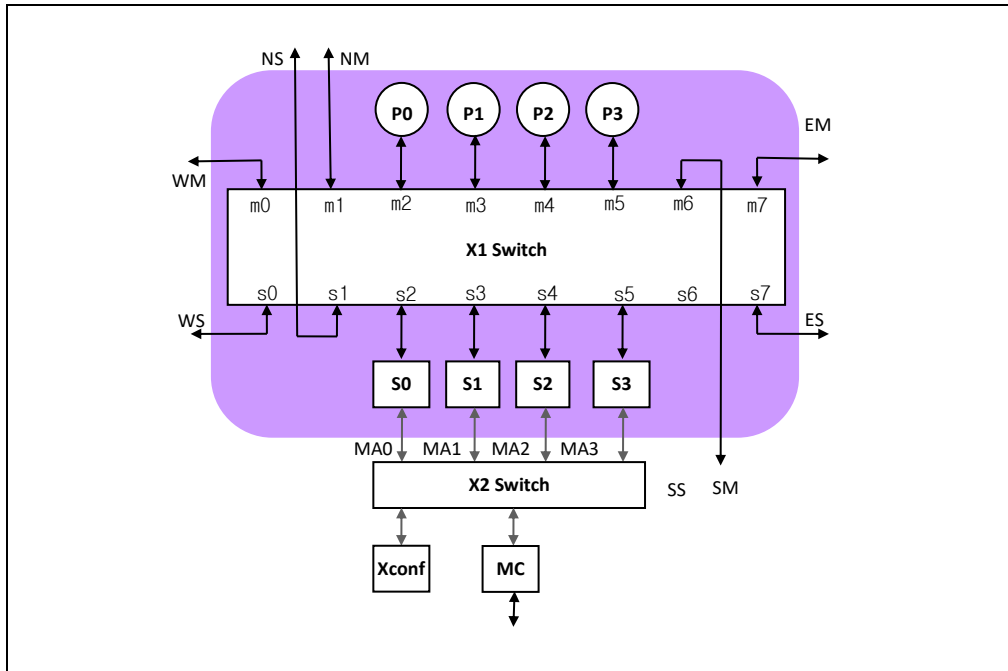 NS NM
P0 P1 P2 P3
EM
WM
m0 m1 m2 m3 m4 m5 m6 m7
X1 Switch
s0 s1 s2 s3 s4 s5 s6 s7
WS ES
S0 S1 S2 S3
MA0 MA1 MA2 MA3
X2 Switch
SS SM
Xconf MC